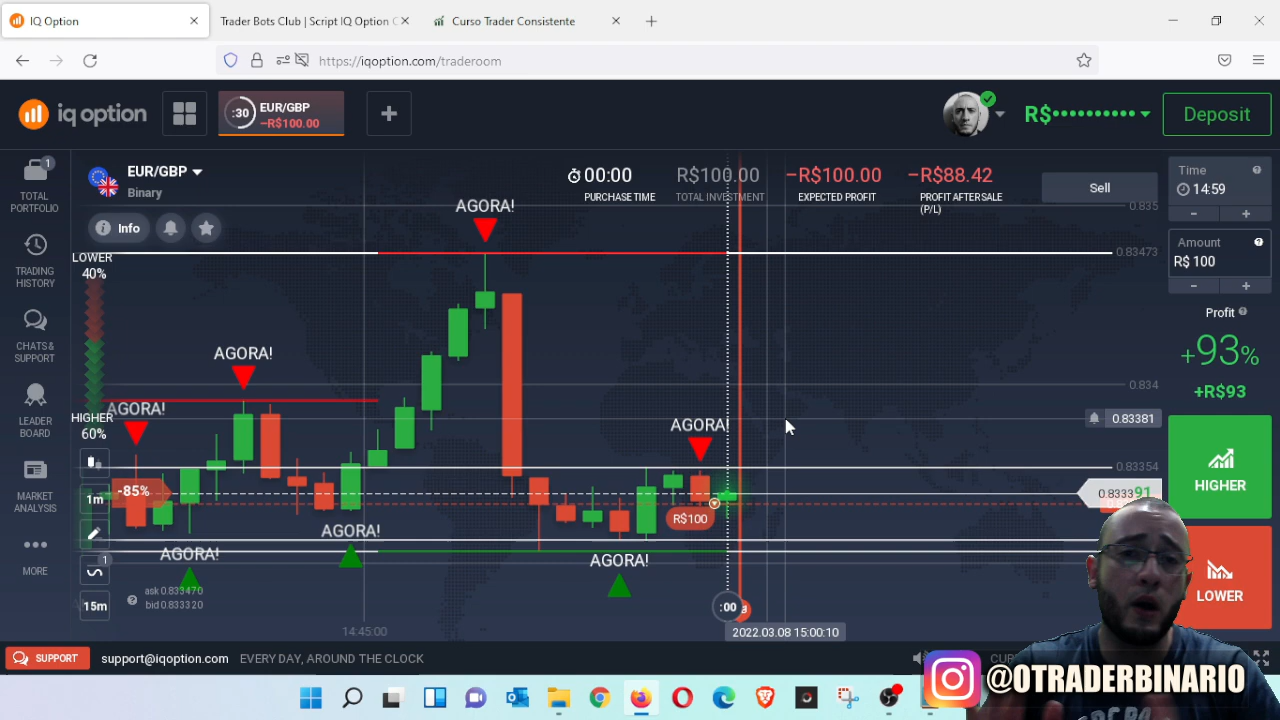 IQ Option
Trader Bots Club | Script IQ Option
Curso Trader Consistente
https://iqoption.com/traderoom
iq option
:30
EUR/GBP
−R$100.00
R$••••••••••
Deposit
1
TOTAL
PORTFOLIO
TRADING
HISTORY
CHATS &
SUPPORT
LEADER
BOARD
MARKET
ANALYSIS
MORE
EUR/GBP
Binary
Info
00:00
PURCHASE TIME
R$100.00
TOTAL INVESTMENT
−R$100.00
EXPECTED PROFIT
−R$88.42
PROFIT AFTER SALE
(P/L)
Sell
Time
14:59
-
+
Amount
R$ 100
-
+
Profit
+93%
+R$93
HIGHER
LOWER
LOWER
40%
HIGHER
60%
AGORA!
AGORA!
AGORA!
AGORA!
AGORA!
AGORA!
AGORA!
-85%
1m
1
15m
ask 0.833470
bid 0.833320
R$100
0.835
0.83473
0.834
0.83381
0.83354
0.833391
:00
14:45:00
2022.03.08 15:00:10
SUPPORT
support@iqoption.com
EVERY DAY, AROUND THE CLOCK
@OTRADERBINARIO